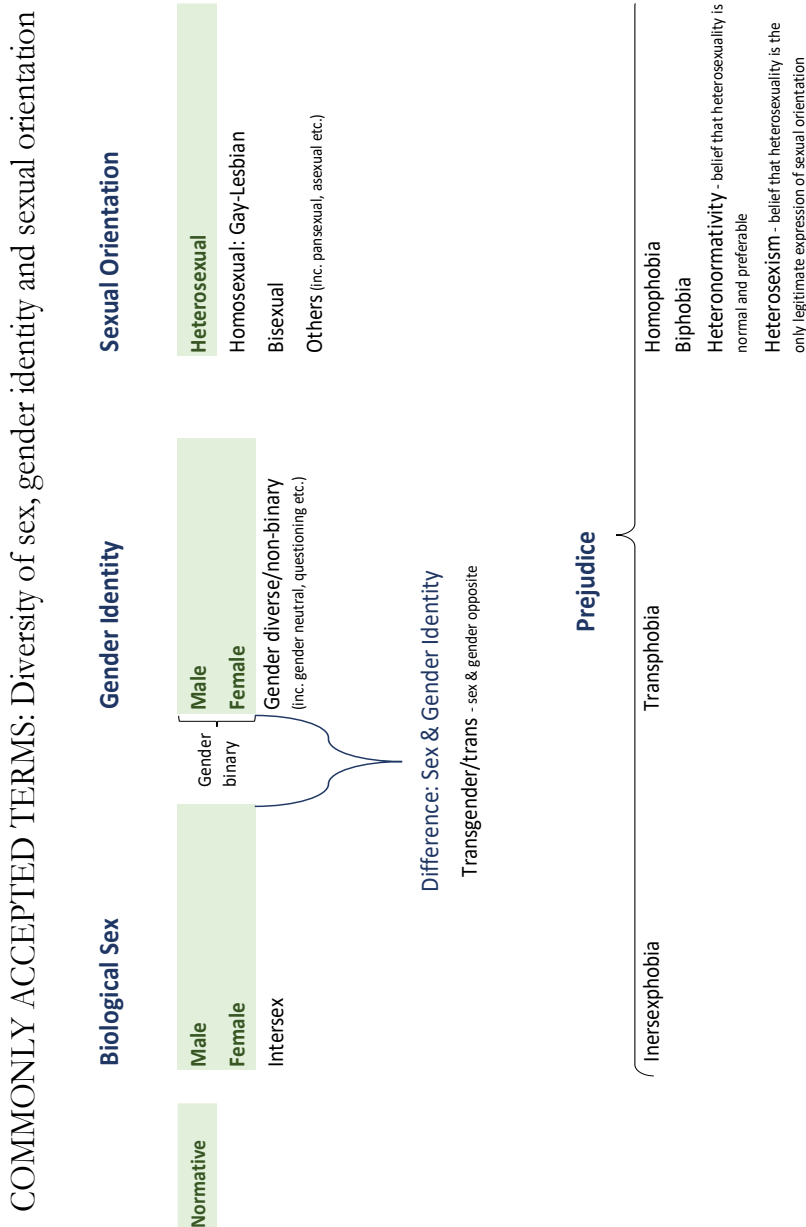 COMMONLY ACCEPTED TERMS: Diversity of sex, gender identity and sexual orientation
Biological Sex
Gender Identity
Sexual Orientation
Normative
Male
Female
Intersex
Gender
binary
Male
Female
Gender diverse/non-binary
(inc. gender neutral, questioning etc.)
Heterosexual
Homosexual: Gay-Lesbian
Bisexual
Others (inc. pansexual, asexual etc.)
Difference: Sex & Gender Identity
Transgender/trans - sex & gender opposite
Prejudice
Inersexphobia
Transphobia
Homophobia
Biphobia
Heteronormativity - belief that heterosexuality is
normal and preferable
Heterosexism - belief that heterosexuality is the
only legitimate expression of sexual orientation